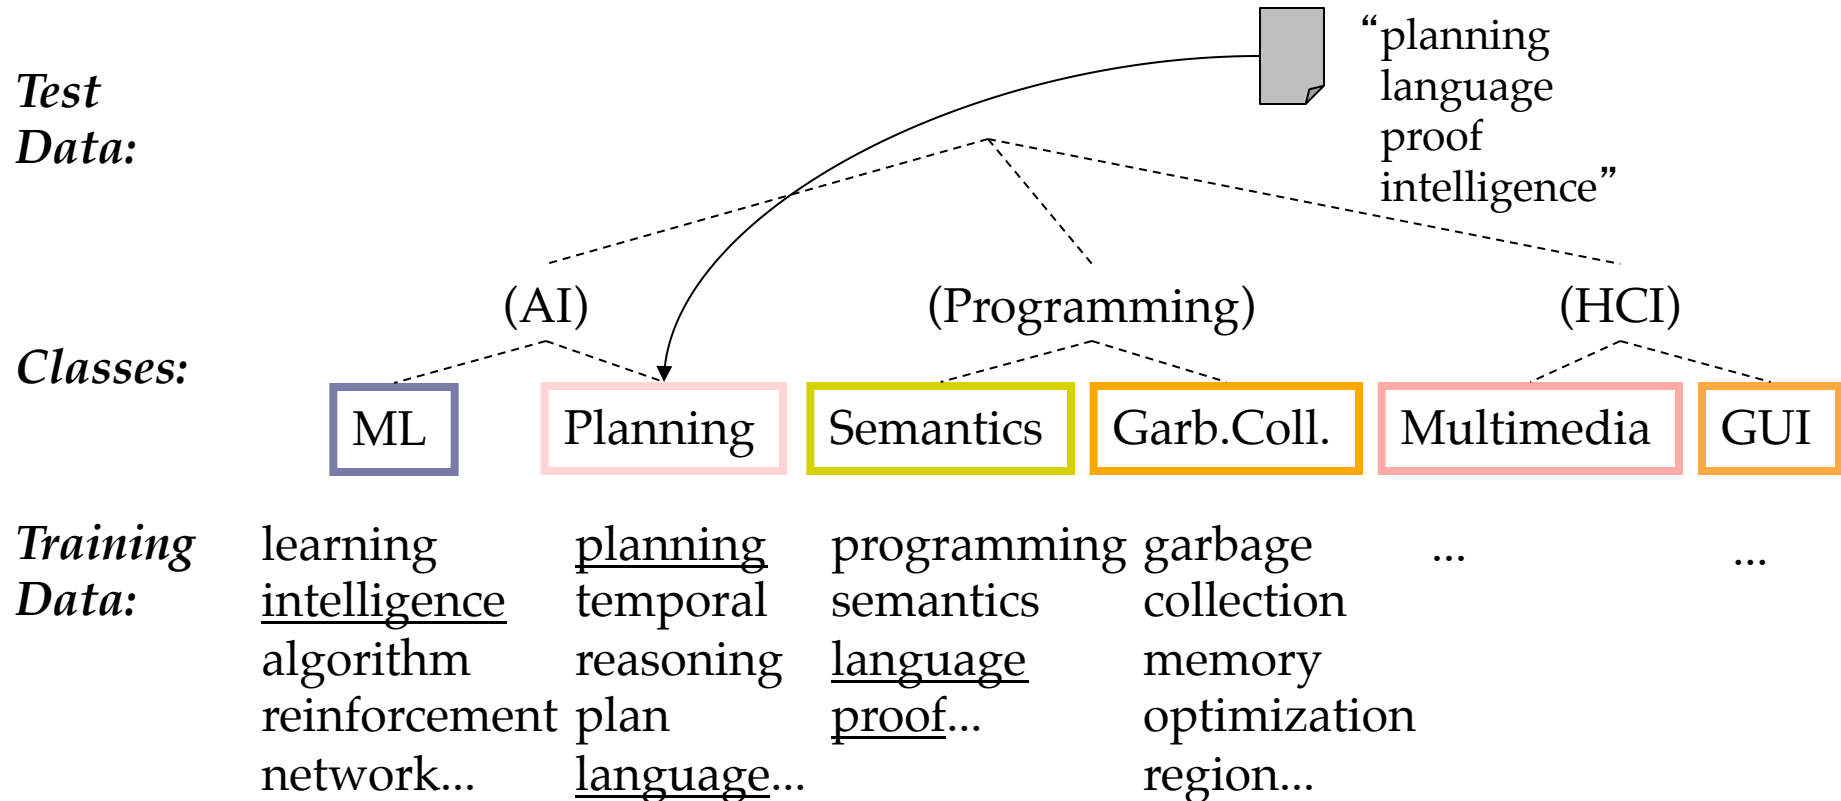 Test
Data:
“planning
language
proof
intelligence”
(AI)
(Programming)
(HCI)
Classes:
ML
Planning
Semantics
Garb.Coll.
Multimedia
GUI
Training
Data:
learning
intelligence
algorithm
reinforcement
network...
planning
temporal
reasoning
plan
language...
programming
semantics
language
proof...
garbage
collection
memory
optimization
region...
...
...